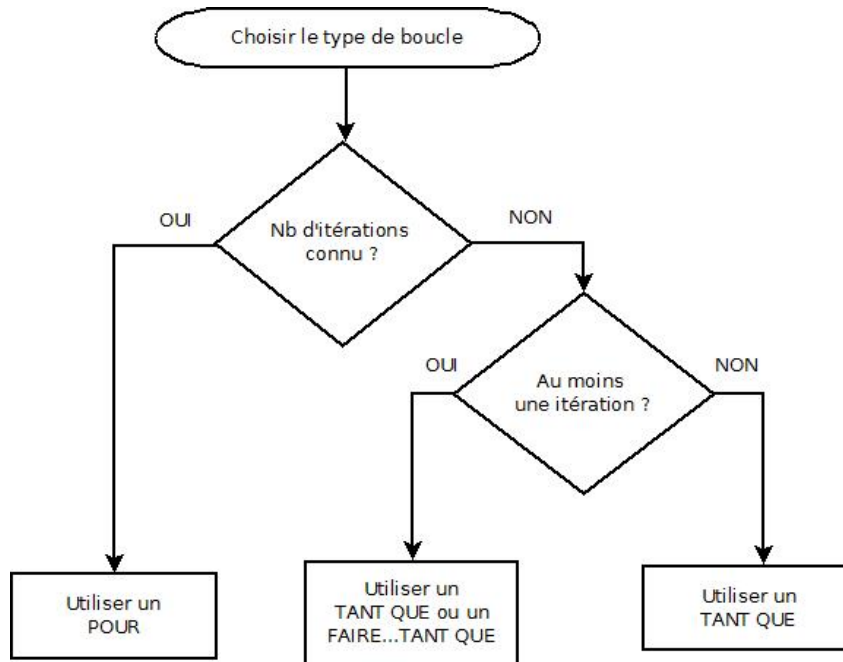 Choisir le type de boucle
OUI
NON
Nb d'itérations
connu ?
OUI
NON
Au moins
une itération ?
Utiliser un
POUR
Utiliser un
TANT QUE ou un
FAIRE...TANT QUE
Utiliser un
TANT QUE